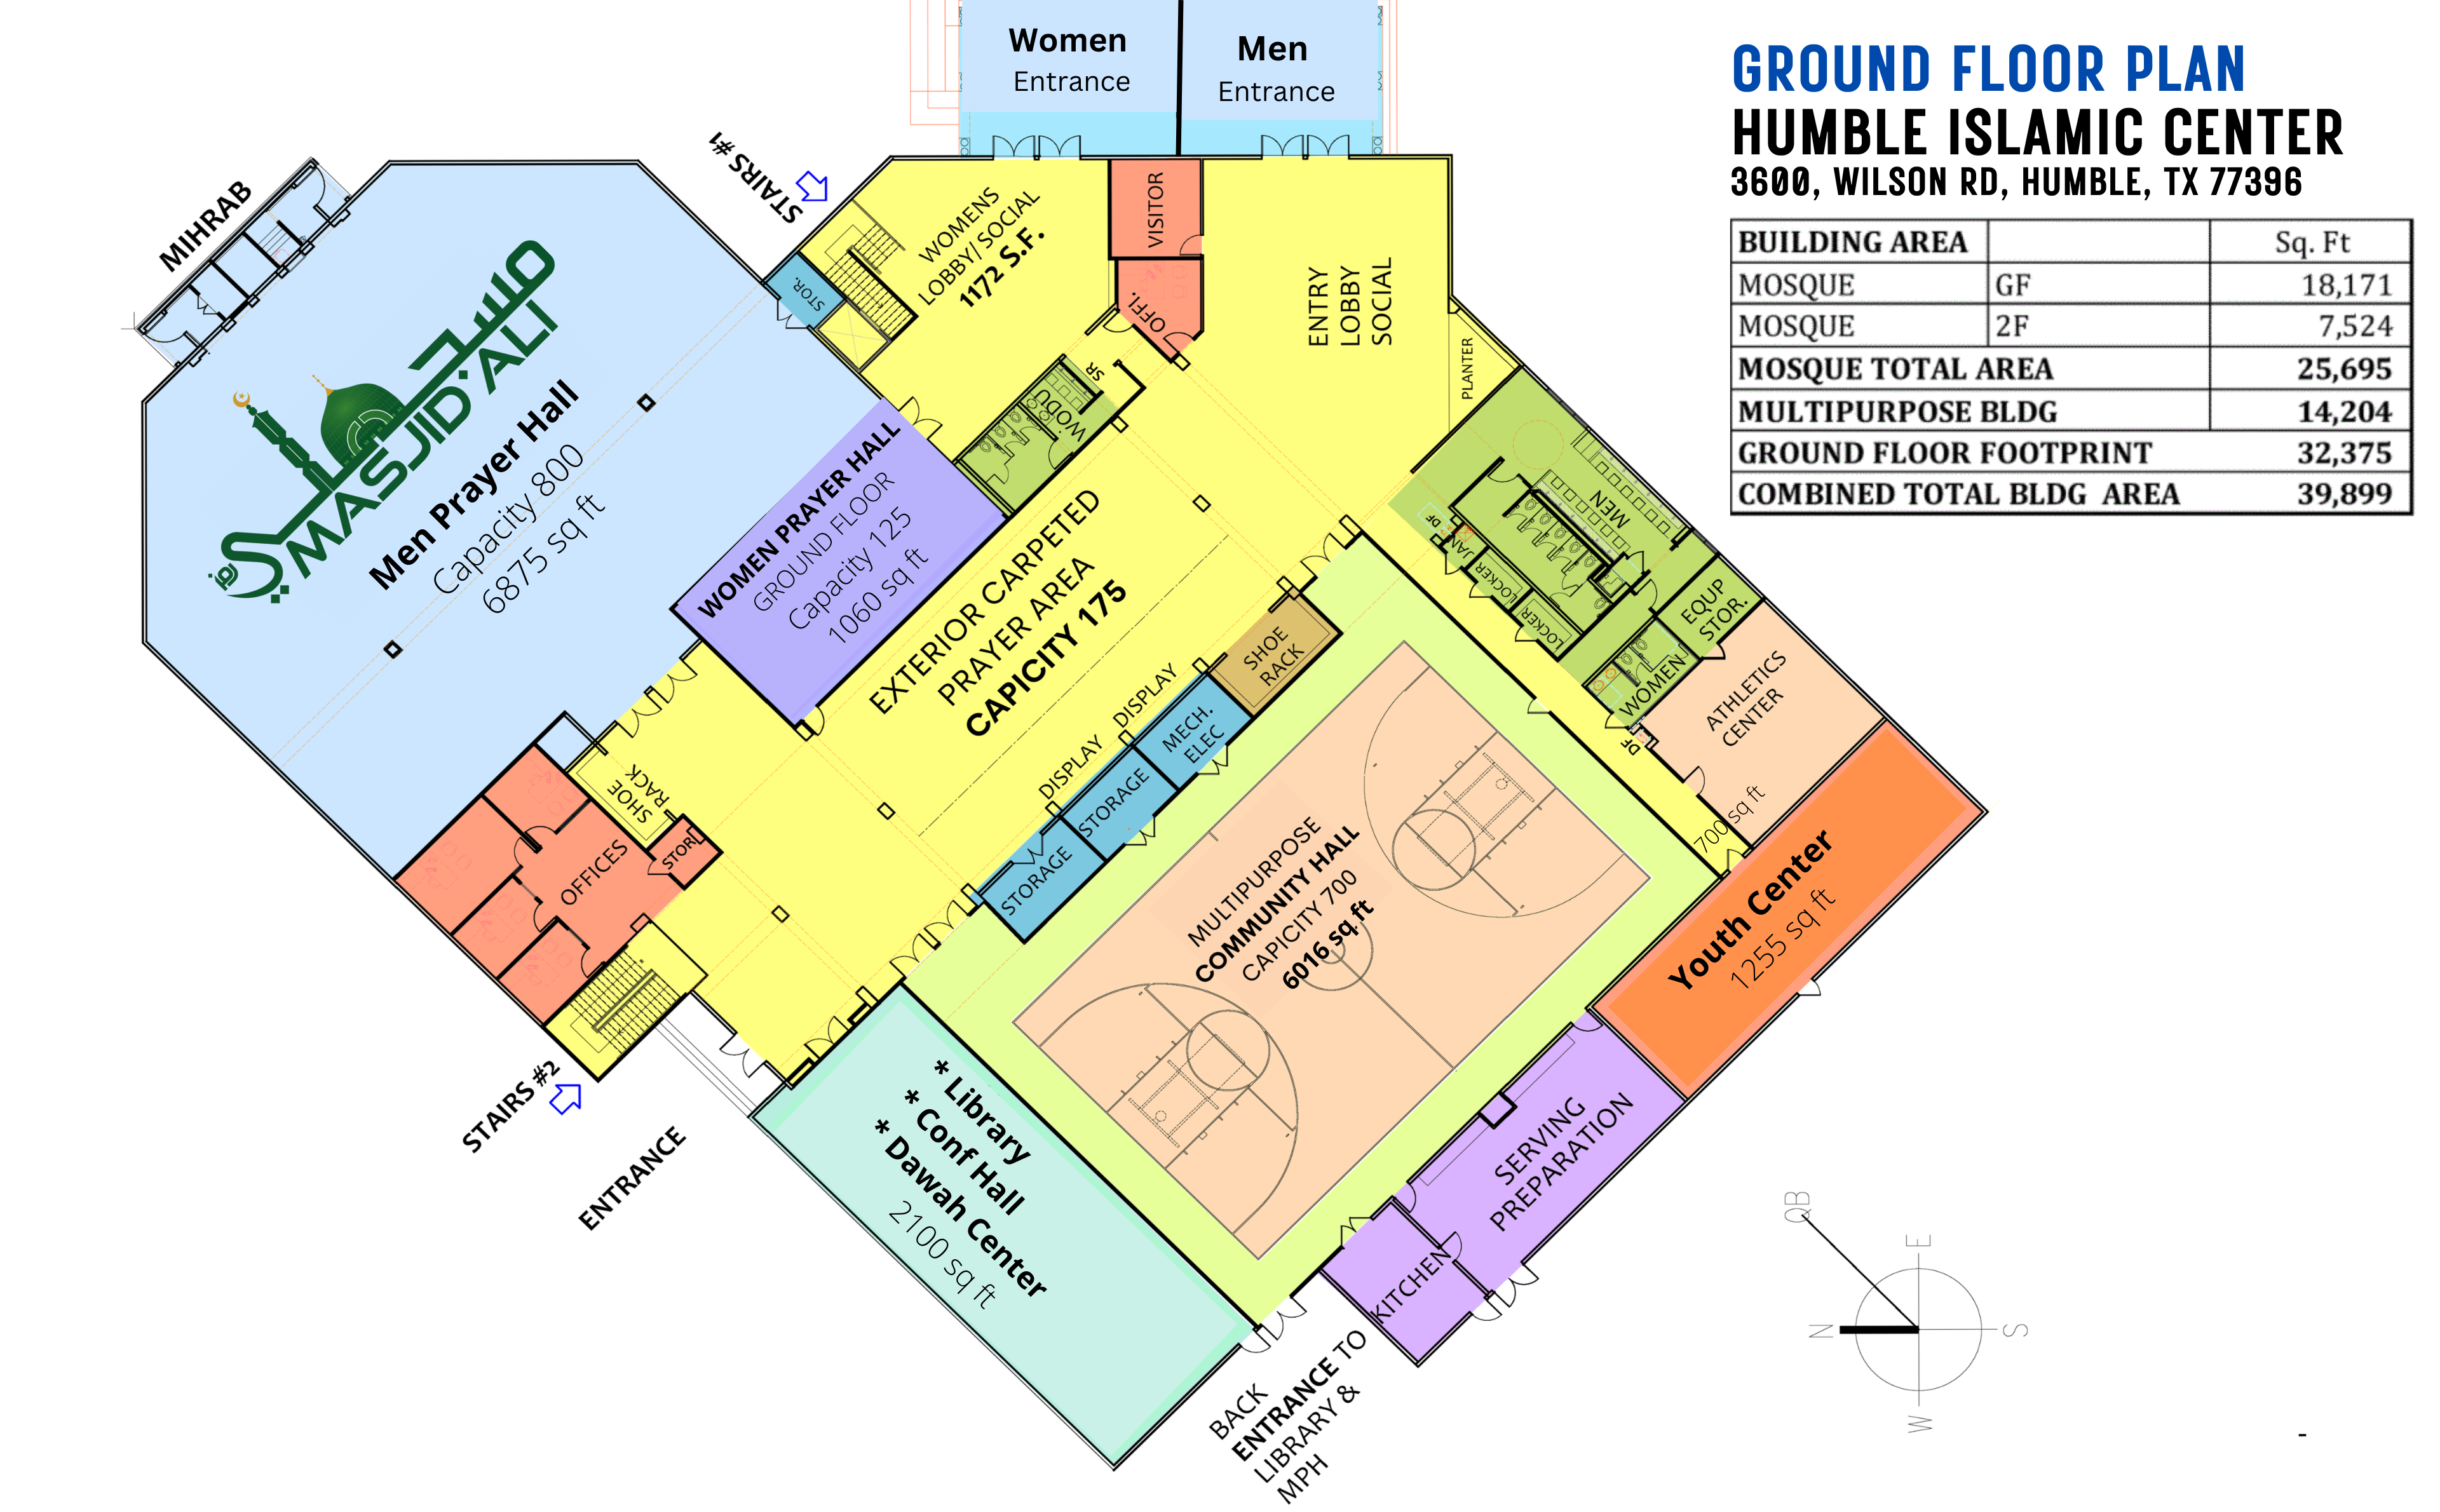 Women
Entrance
Men
Entrance
GROUND FLOOR PLAN
HUMBLE ISLAMIC CENTER
3600, WILSON RD, HUMBLE, TX 77396
BUILDING AREA Sq. Ft
MOSQUE GF 18,171
MOSQUE 2F 7,524
MOSQUE TOTAL AREA 25,695
MULTIPURPOSE BLDG 14,204
GROUND FLOOR FOOTPRINT 32,375
COMBINED TOTAL BLDG AREA 39,899
STAIRS #1
MIHRAB
MASJID ALI
Men Prayer Hall
Capacity 800
6875 sq ft
STOR.
WOMENS
LOBBY/ SOCIAL
1172 S.F.
VISITOR
OFFI.
ENTRY
LOBBY
SOCIAL
PLANTER
SR
WODU
WOMEN PRAYER HALL
GROUND FLOOR
Capacity 125
1060 sq ft
EXTERIOR CARPETED
PRAYER AREA
CAPICITY 175
MEN
DF
JAN
LOCKER
LOCKER
EQUP
STOR.
WOMEN
DF
ATHLETICS
CENTER
700 sq ft
SHOE
RACK
DISPLAY
MECH.
ELEC
DISPLAY
STORAGE
STORAGE
SHOE
RACK
STOR
OFFICES
MULTIPURPOSE
COMMUNITY HALL
CAPICITY 700
6016 sq.ft
Youth Center
1255 sq ft
STAIRS #2
ENTRANCE
* Library
* Conf Hall
* Dawah Center
2100 sq ft
SERVING
PREPARATION
KITCHEN
BACK
ENTRANCE TO
LIBRARY &
MPH
QB
E
N
S
W
-